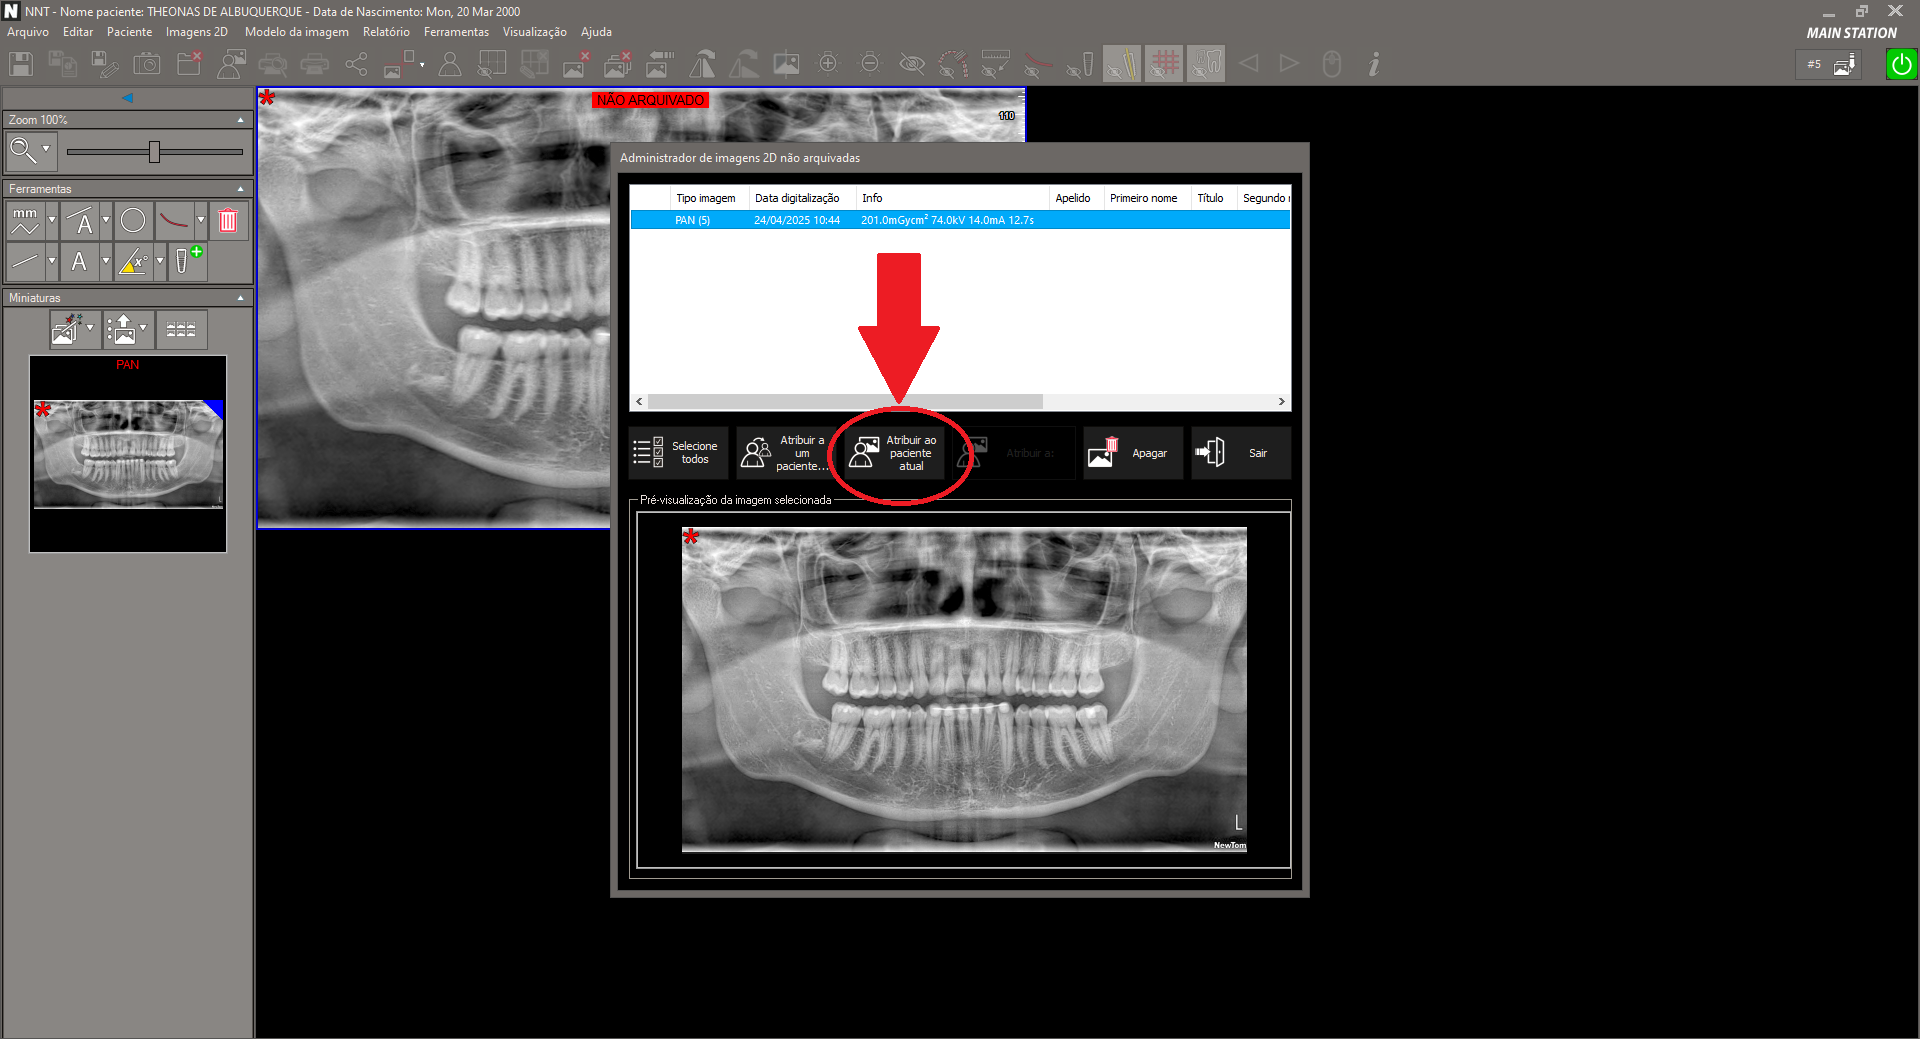 NNT - Nome paciente: THEONAS DE ALBUQUERQUE - Data de Nascimento: Mon, 20 Mar 2000
Arquivo Editar Paciente Imagens 2D Modelo da imagem Relatório Ferramentas Visualização Ajuda
MAIN STATION
#5
Zoom 100%
Ferramentas
mm
A
A
x°
Miniaturas
PAN
NÃO ARQUIVADO
110
Administrador de imagens 2D não arquivadas
Tipo imagem Data digitalização Info Apelido Primeiro nome Título Segundo
PAN (5) 24/04/2025 10:44 201.0mGycm² 74.0kV 14.0mA 12.7s
Selecione todos
Atribuir a um paciente...
Atribuir ao paciente atual
Atribuir a:
Apagar
Sair
Pré-visualização da imagem selecionada
L
NewTom